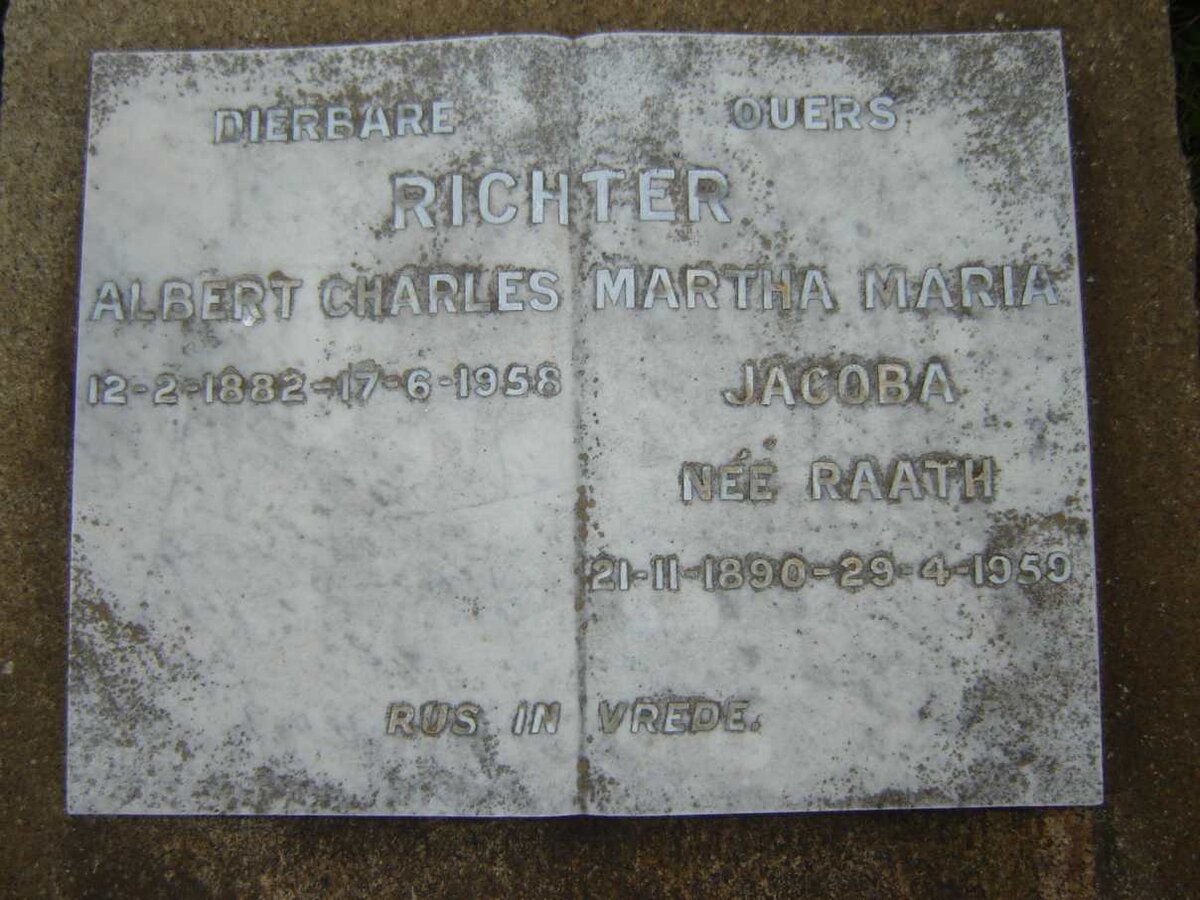 DIERBARE OUERS
RICHTER
ALBERT CHARLES
12-2-1882-17-6-1958
MARTHA MARIA
JACOBA
NÉE RAATH
21-11-1890-29-4-1959
RUS IN VREDE.